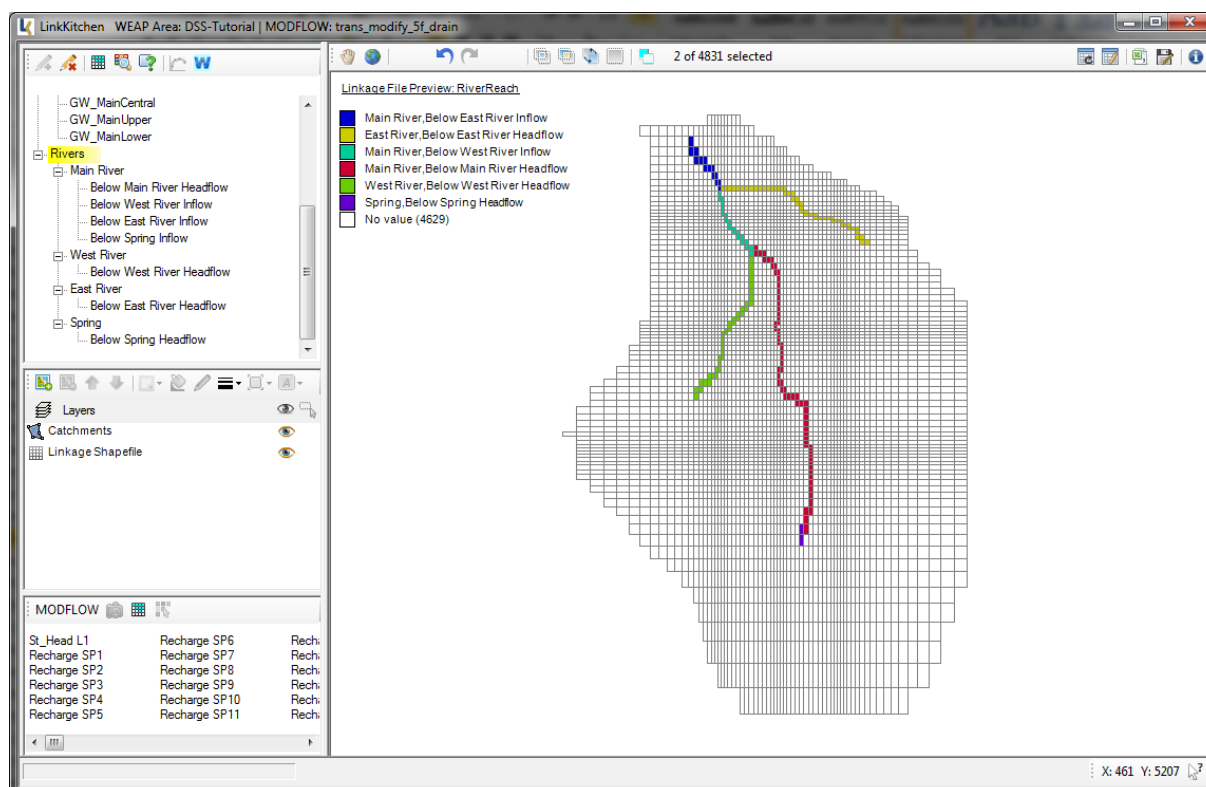 LinkKitchen WEAP Area: DSS-Tutorial | MODFLOW: trans_modify_5f_drain
W
2 of 4831 selected
GW_MainCentral
GW_MainUpper
GW_MainLower
Rivers
Main River
Below Main River Headflow
Below West River Inflow
Below East River Inflow
Below Spring Inflow
West River
Below West River Headflow
East River
Below East River Headflow
Spring
Below Spring Headflow
Layers
Catchments
Linkage Shapefile
MODFLOW
St_Head L1 Recharge SP6 Rech
Recharge SP1 Recharge SP7 Rech
Recharge SP2 Recharge SP8 Rech
Recharge SP3 Recharge SP9 Rech
Recharge SP4 Recharge SP10 Rech
Recharge SP5 Recharge SP11 Rech
Linkage File Preview: RiverReach
Main River,Below East River Inflow
East River,Below East River Headflow
Main River,Below West River Inflow
Main River,Below Main River Headflow
West River,Below West River Headflow
Spring,Below Spring Headflow
No value (4629)
X: 461 Y: 5207